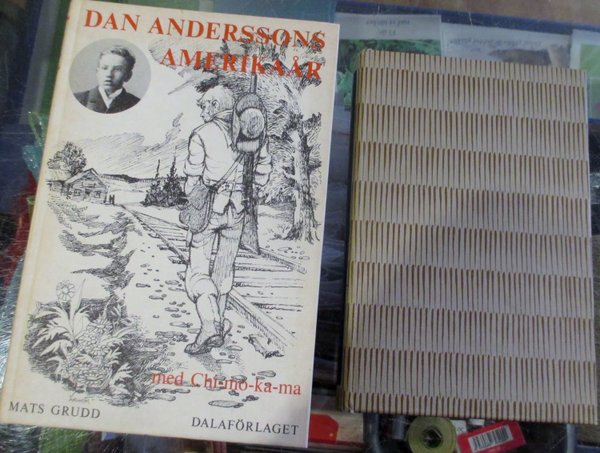 DAN ANDERSSONS
AMERIKAÅR
med Chi-mo-ka-ma
MATS GRUDD
DALAFÖRLAGET